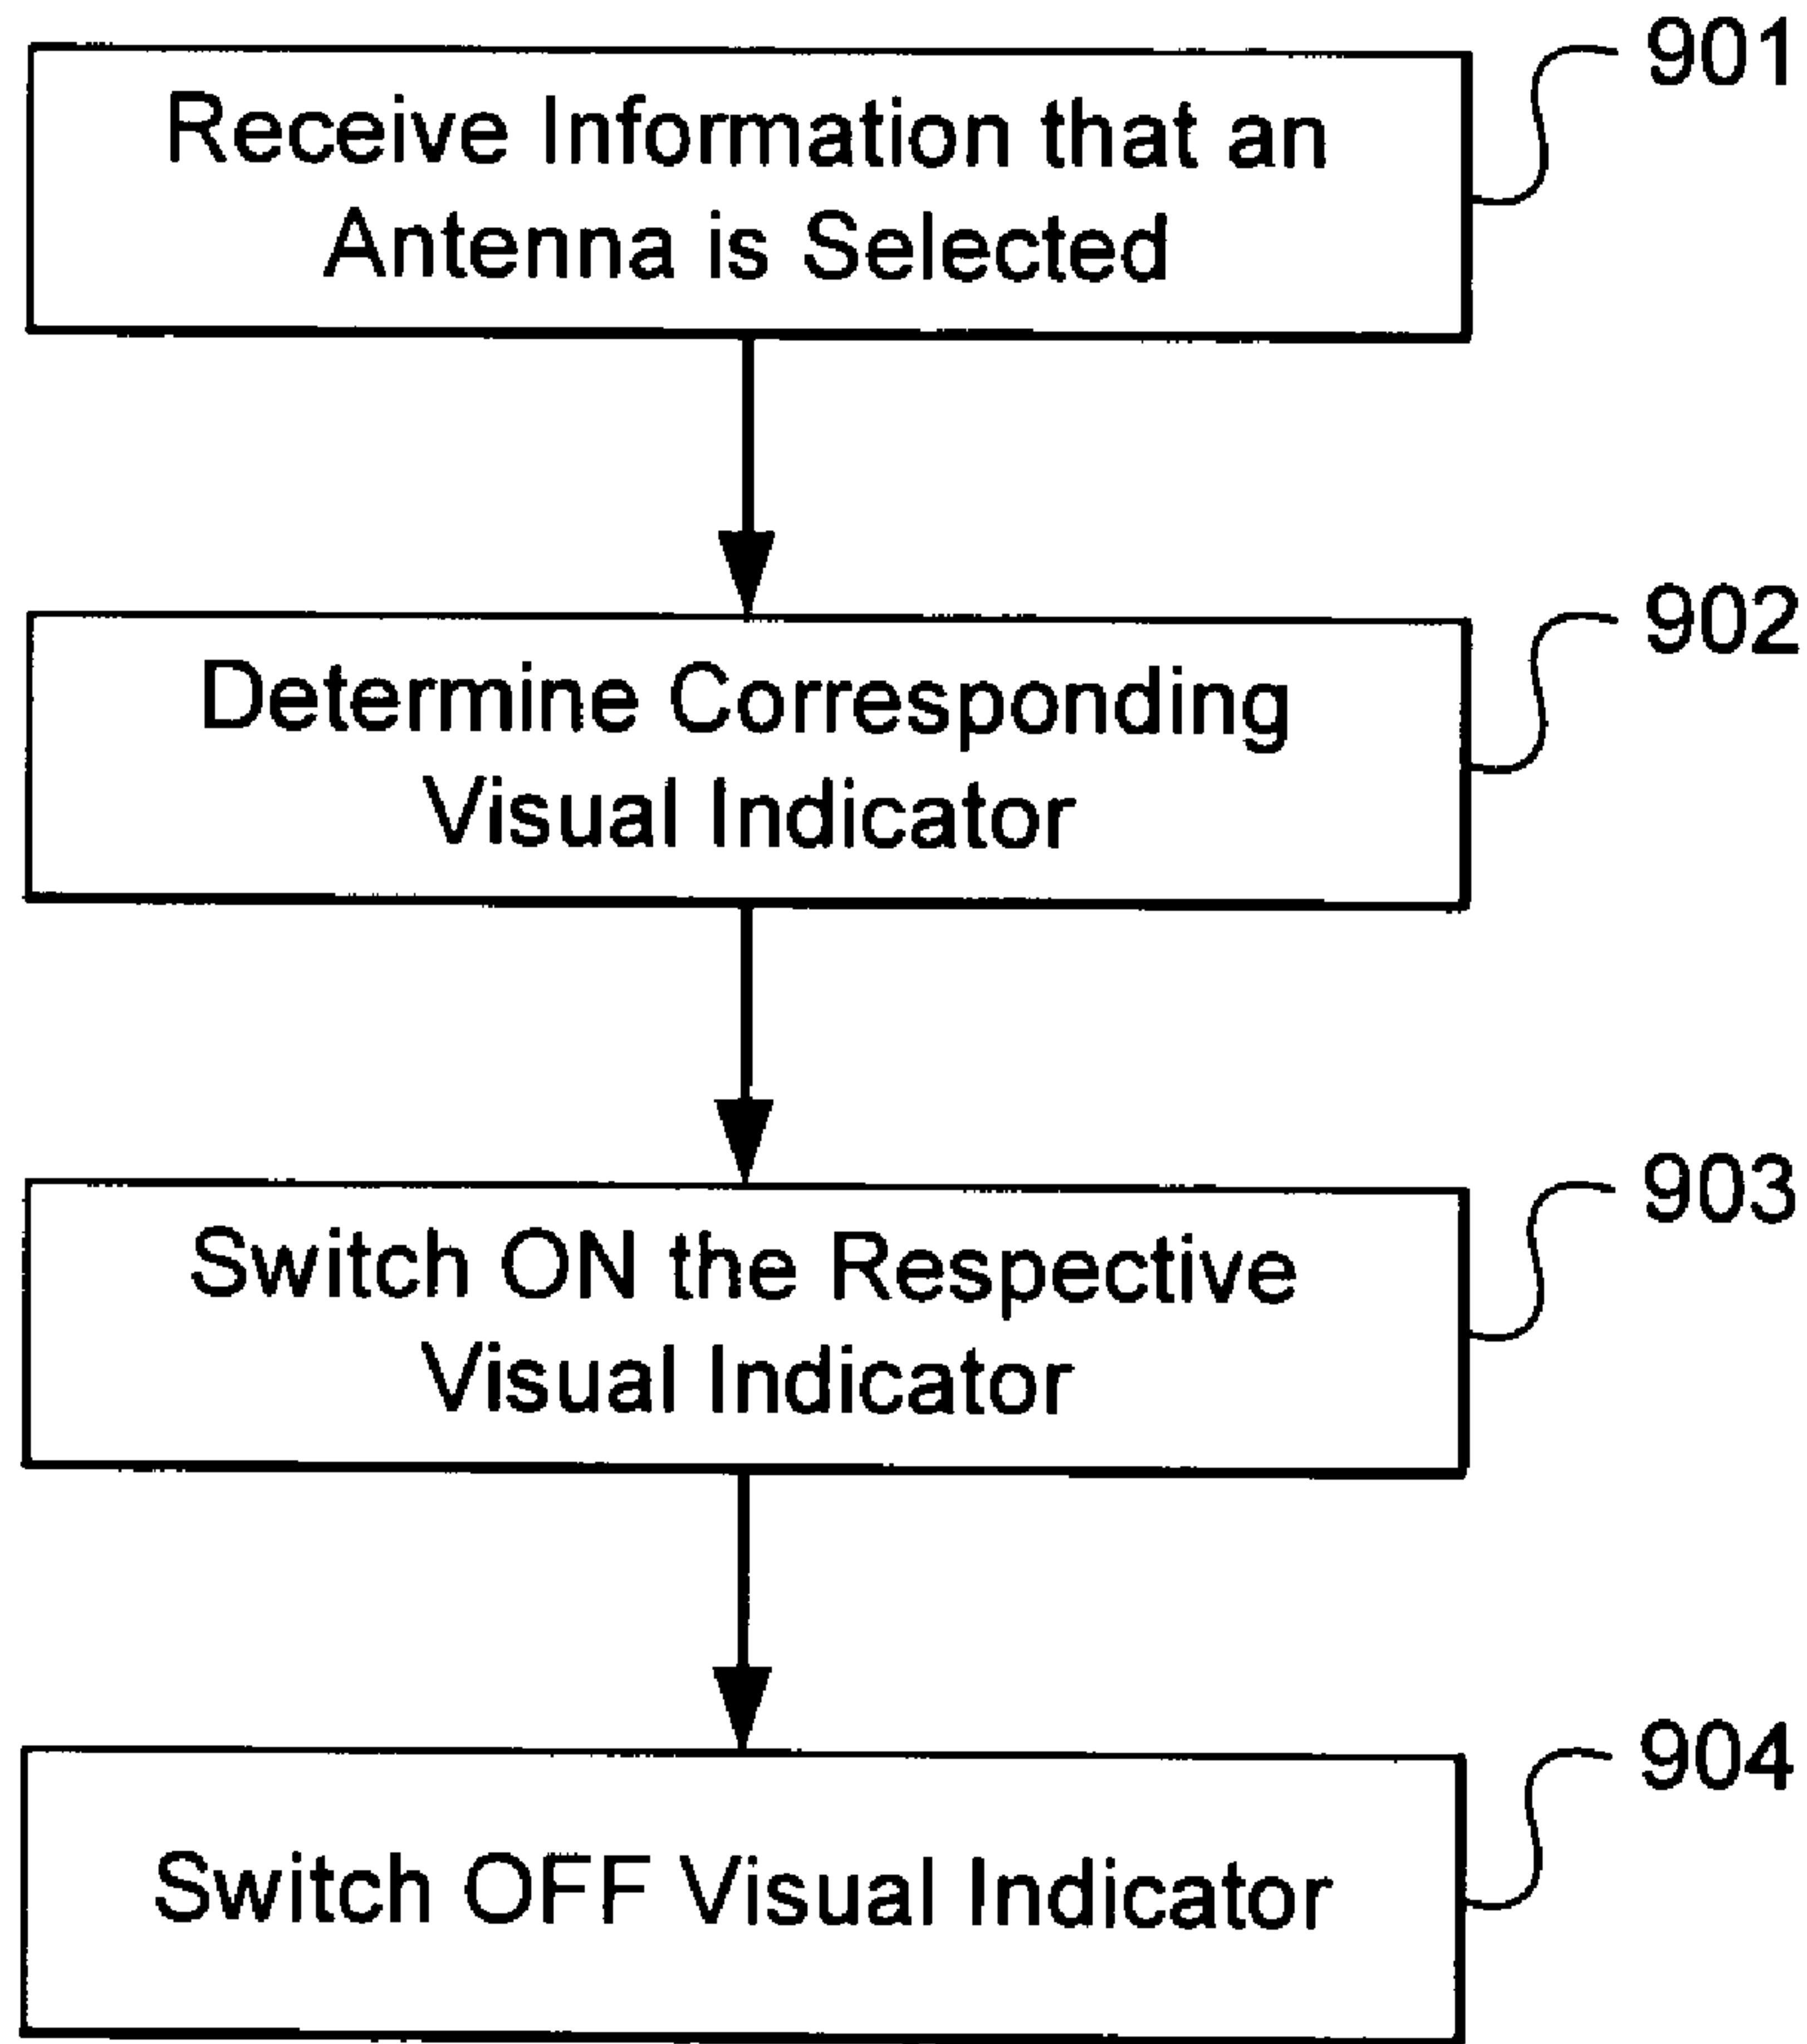 901
Receive Information that an
Antenna is Selected
902
Determine Corresponding
Visual Indicator
903
Switch ON the Respective
Visual Indicator
904
Switch OFF Visual Indicator